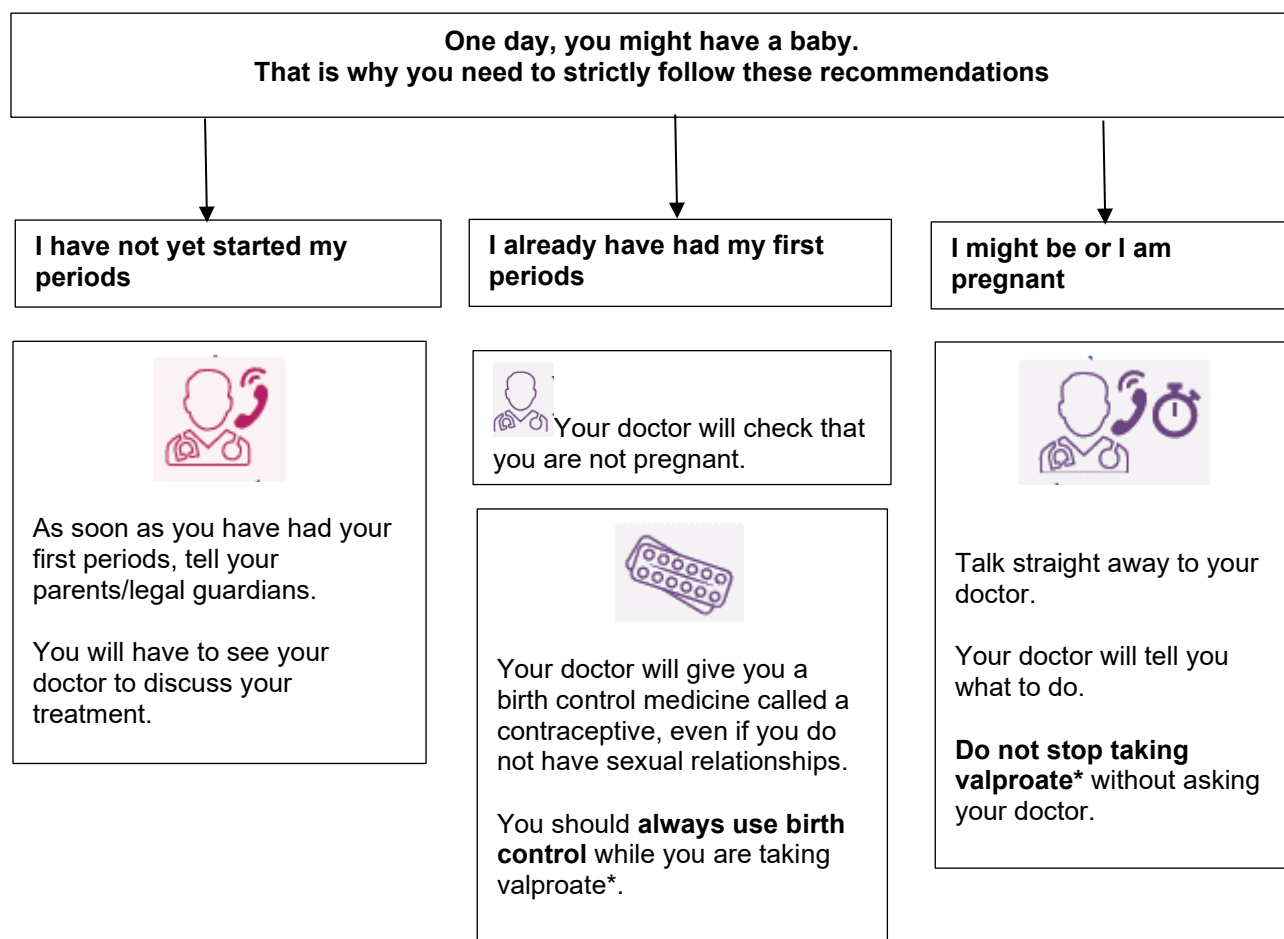 One day, you might have a baby.
That is why you need to strictly follow these recommendations
I have not yet started my
periods
As soon as you have had your
first periods, tell your
parents/legal guardians.
You will have to see your
doctor to discuss your
treatment.
I already have had my first
periods
Your doctor will check that
you are not pregnant.
Your doctor will give you a
birth control medicine called a
contraceptive, even if you do
not have sexual relationships.
You should always use birth
control while you are taking
valproate*.
I might be or I am
pregnant
Talk straight away to your
doctor.
Your doctor will tell you
what to do.
Do not stop taking
valproate* without asking
your doctor.